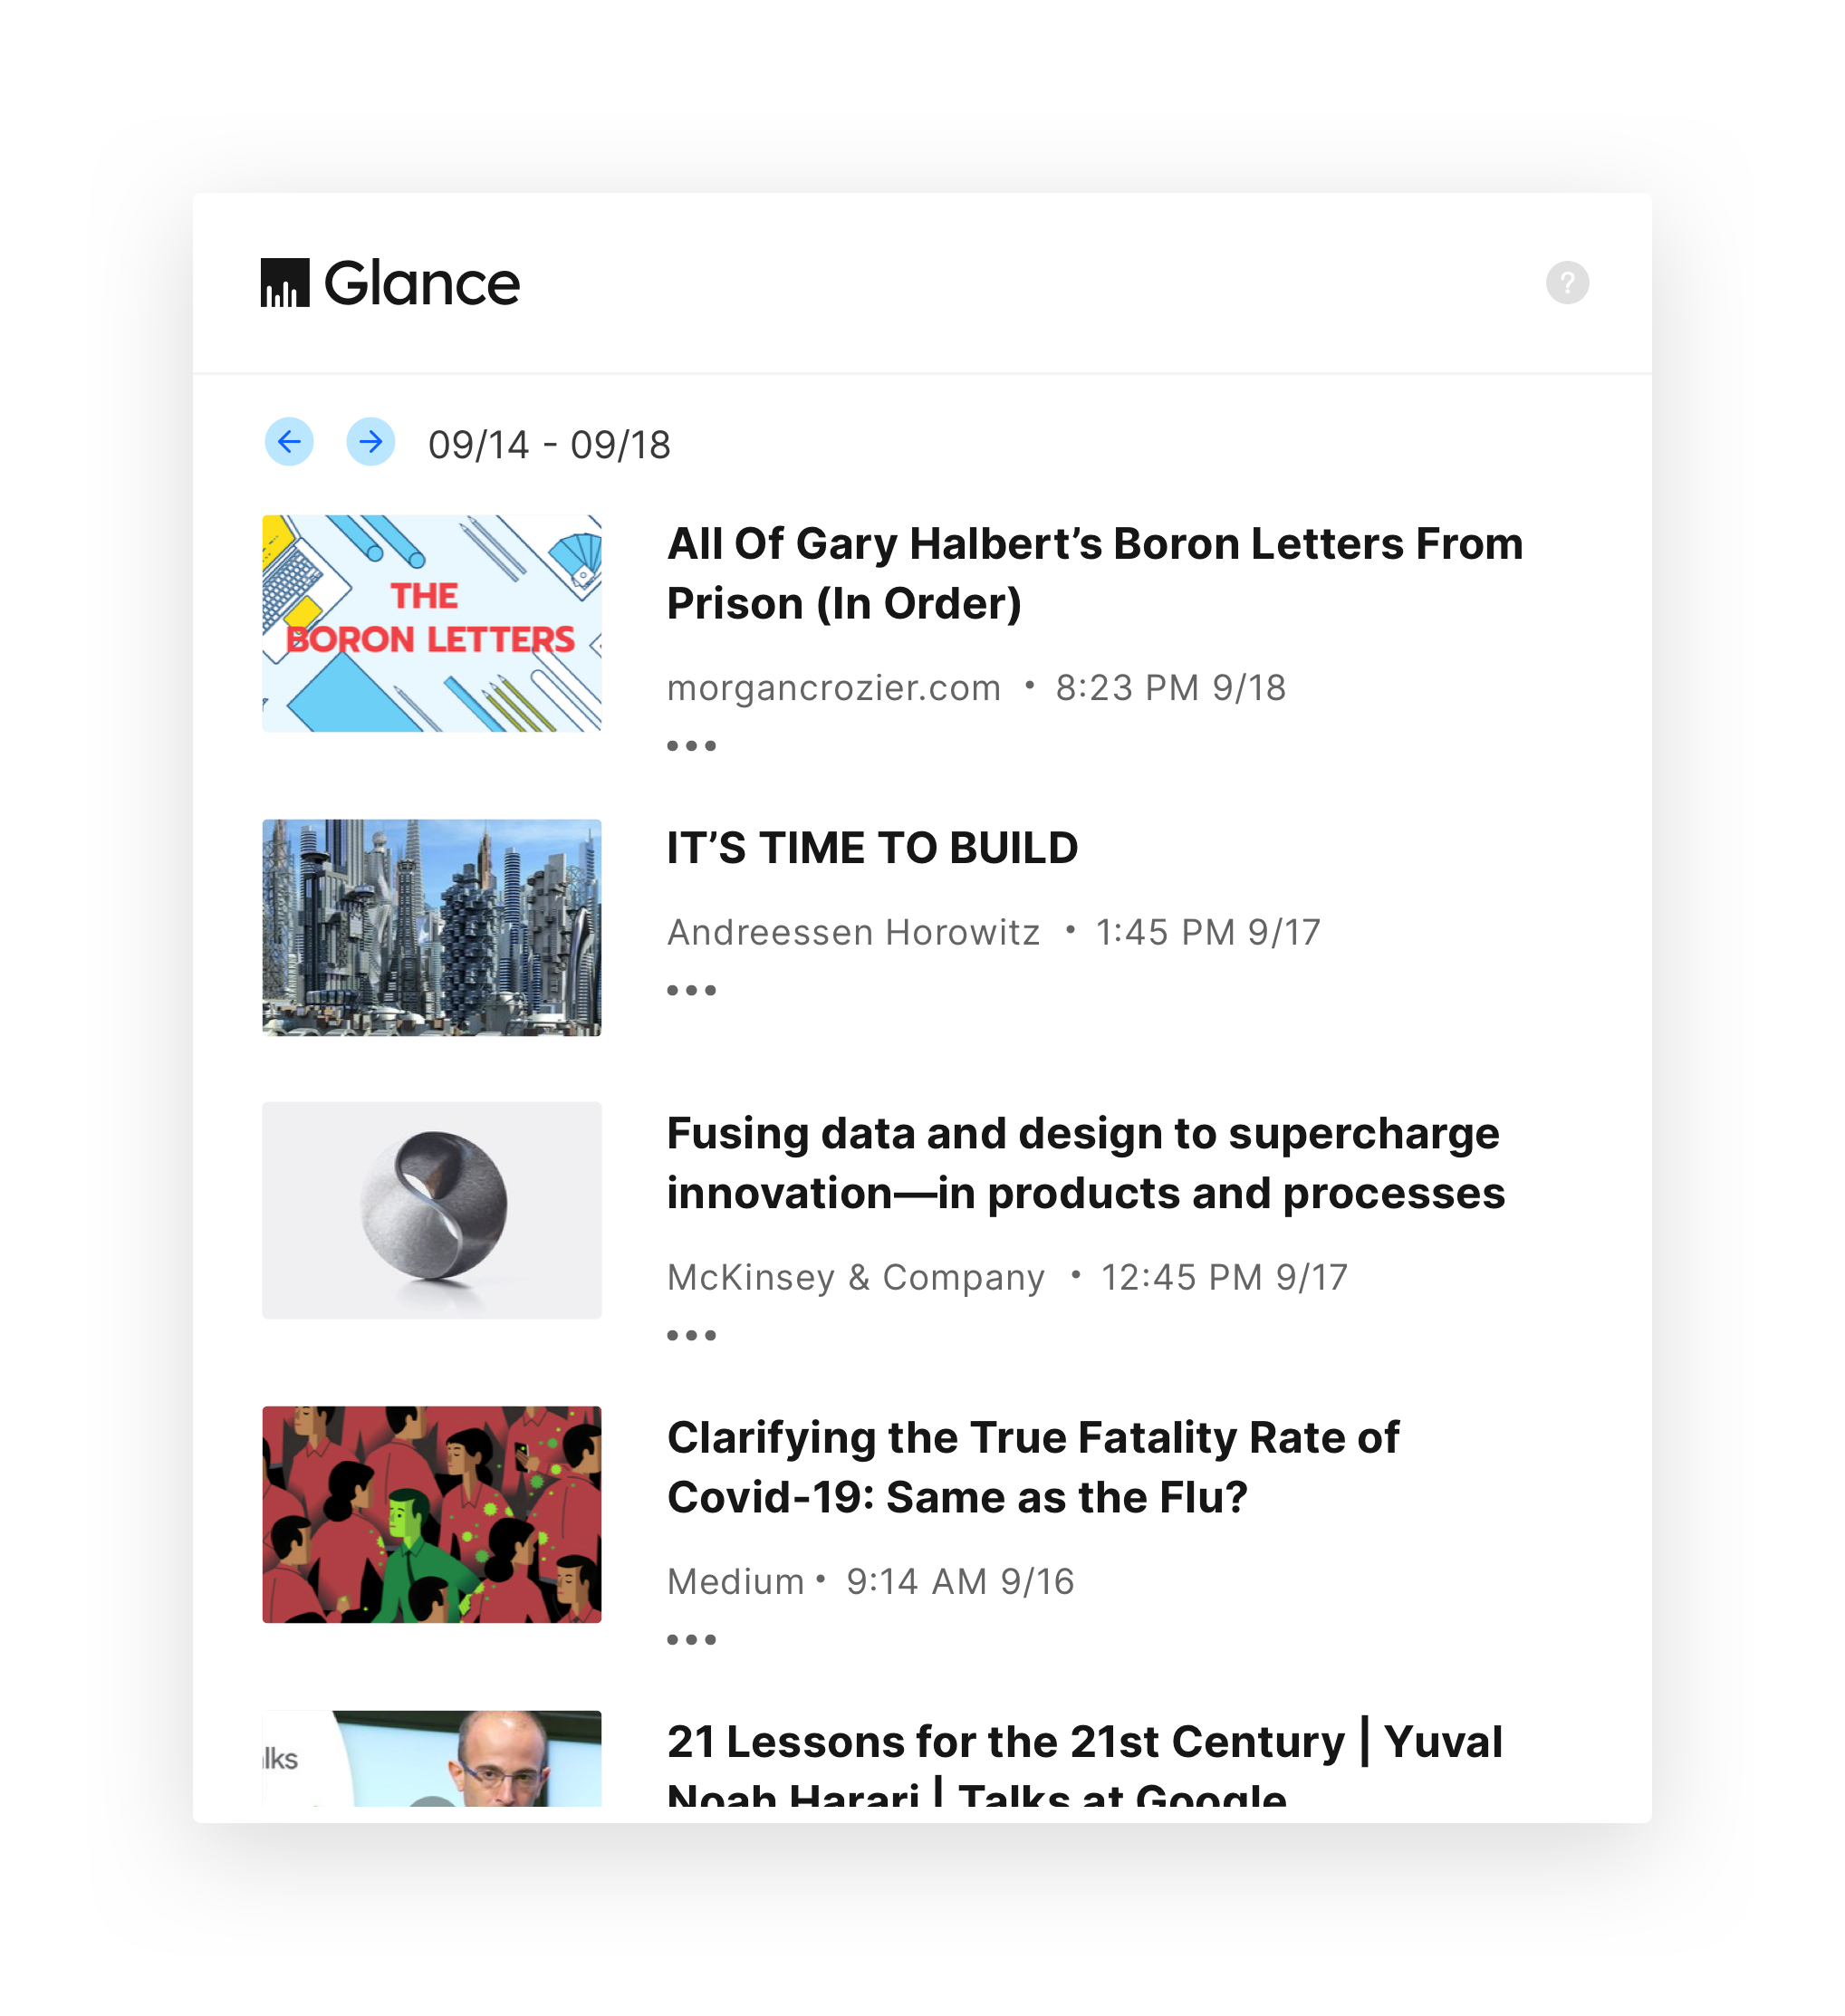 Glance
?
09/14 - 09/18
THE
BORON LETTERS
All Of Gary Halbert’s Boron Letters From
Prison (In Order)
morgancrozier.com • 8:23 PM 9/18
IT’S TIME TO BUILD
Andreessen Horowitz • 1:45 PM 9/17
Fusing data and design to supercharge
innovation—in products and processes
McKinsey & Company • 12:45 PM 9/17
Clarifying the True Fatality Rate of
Covid-19: Same as the Flu?
Medium • 9:14 AM 9/16
lks
21 Lessons for the 21st Century | Yuval
Noah Harari | Talks at Google